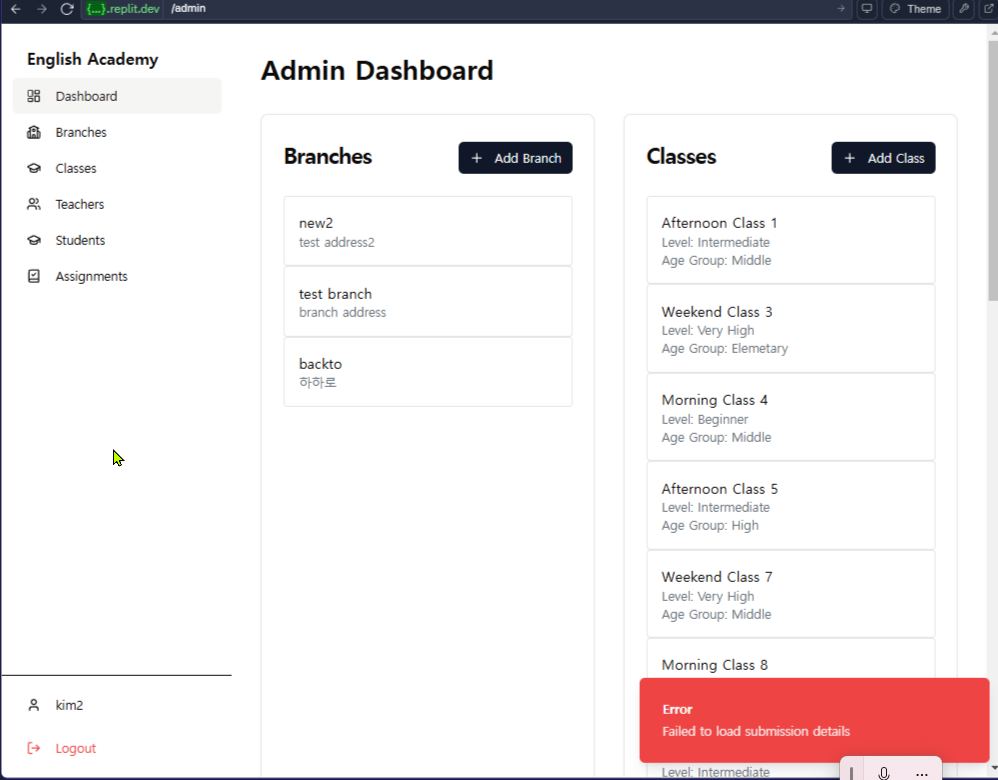 {...}.replit.dev /admin
Theme
English Academy
Dashboard
Branches
Classes
Teachers
Students
Assignments
kim2
Logout
Admin Dashboard
Branches
+ Add Branch
new2
test address2
test branch
branch address
backto
하하로
Classes
+ Add Class
Afternoon Class 1
Level: Intermediate
Age Group: Middle
Weekend Class 3
Level: Very High
Age Group: Elemetary
Morning Class 4
Level: Beginner
Age Group: Middle
Afternoon Class 5
Level: Intermediate
Age Group: High
Weekend Class 7
Level: Very High
Age Group: Middle
Morning Class 8
Error
Failed to load submission details
Level: Intermediate